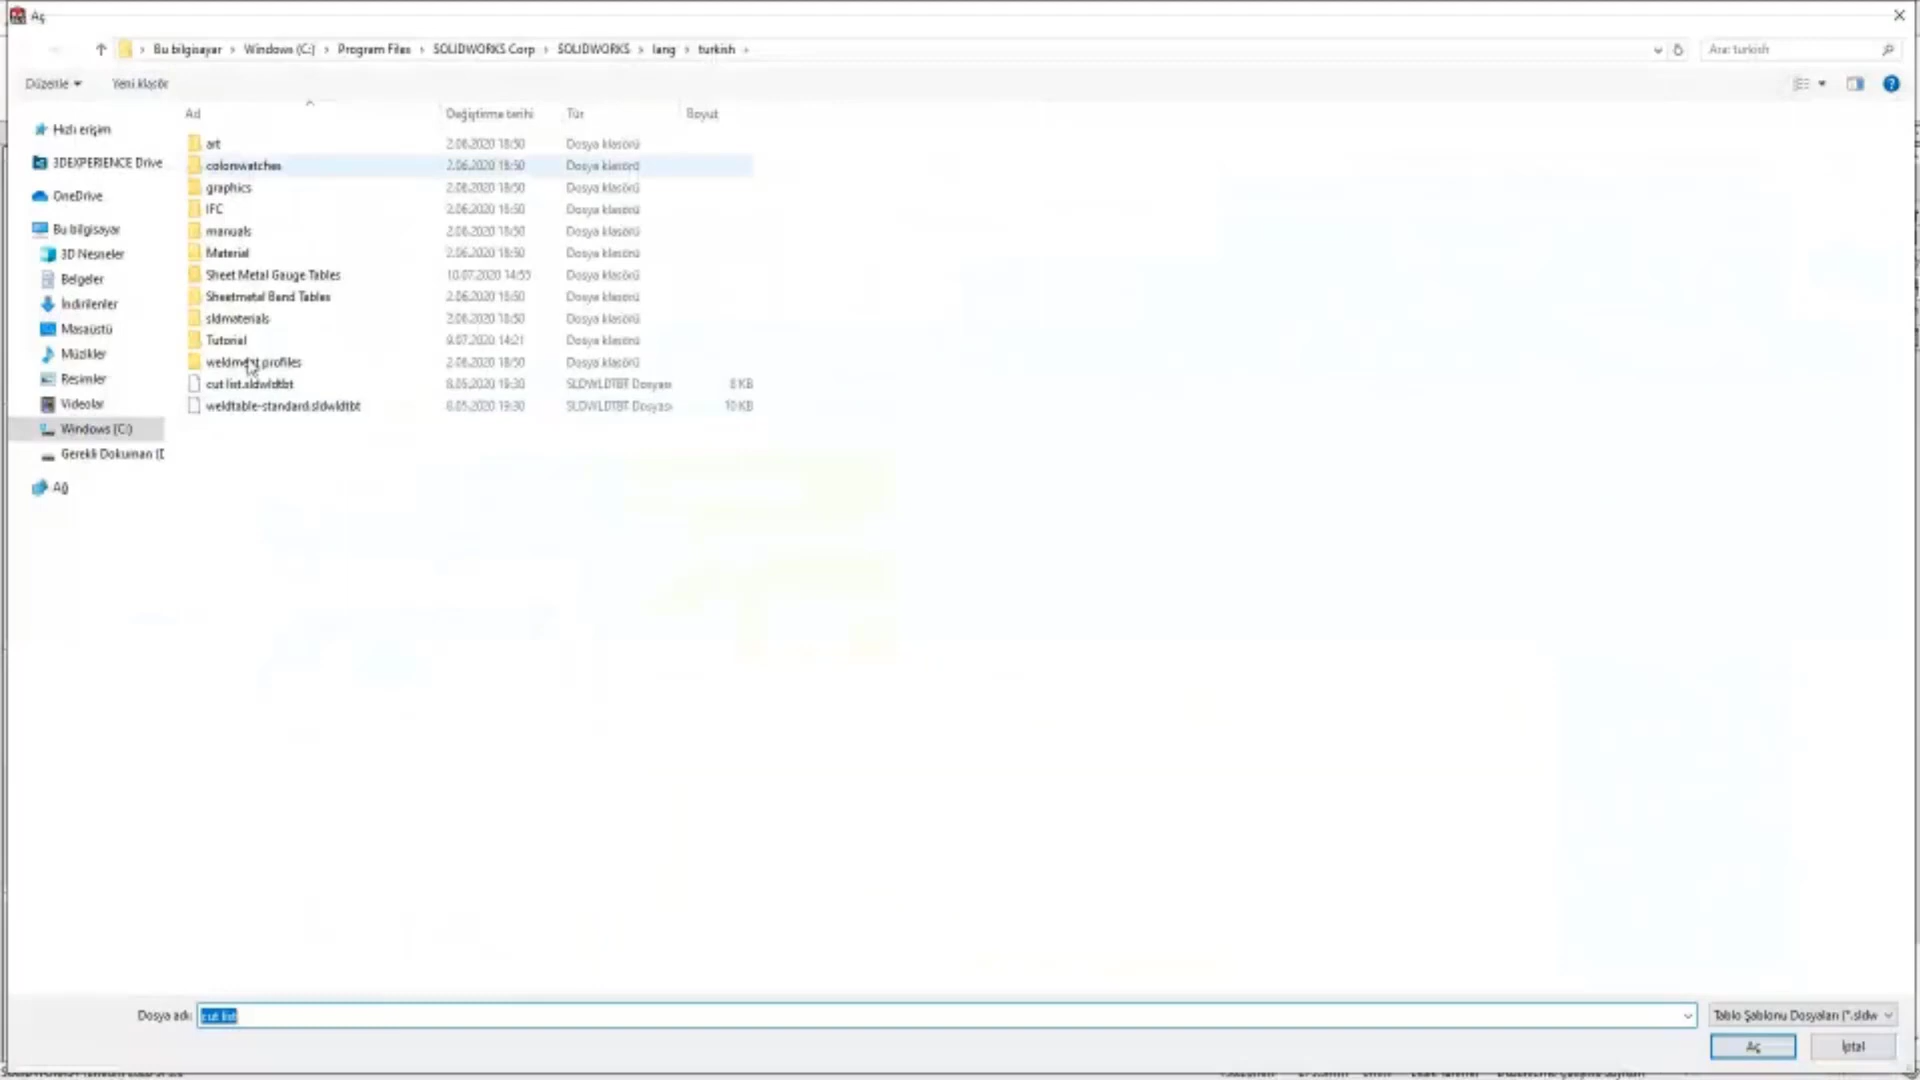 Aç
Bu bilgisayar › Windows (C:) › Program Files › SOLIDWORKS Corp › SOLIDWORKS › lang › turkish ›
Ara: turkish
Düzenle
Yeni klasör
Ad Değiştirme tarihi Tür Boyut
Hızlı erişim
3DEXPERIENCE Drive
OneDrive
Bu bilgisayar
3D Nesneler
Belgeler
İndirilenler
Masaüstü
Müzikler
Resimler
Videolar
Windows (C:)
Gerekli Dokuman (D
Ağ
art 2.06.2020 18:50 Dosya klasörü
colorswatches 2.06.2020 18:50 Dosya klasörü
graphics 2.06.2020 18:50 Dosya klasörü
IFC 2.06.2020 18:50 Dosya klasörü
manuals 2.06.2020 18:50 Dosya klasörü
Material 2.06.2020 18:50 Dosya klasörü
Sheet Metal Gauge Tables 10.07.2020 14:55 Dosya klasörü
Sheetmetal Bend Tables 2.06.2020 18:50 Dosya klasörü
sldmaterials 2.06.2020 18:50 Dosya klasörü
Tutorial 9.07.2020 14:21 Dosya klasörü
weldment profiles 2.06.2020 18:50 Dosya klasörü
cut list.sldwldtbt 8.05.2020 19:30 SLDWLDTBT Dosyası 8 KB
weldtable-standard.sldwldtbt 8.05.2020 19:30 SLDWLDTBT Dosyası 10 KB
Dosya adı: cut list
Tablo Şablonu Dosyaları (*.sldw
Aç
İptal